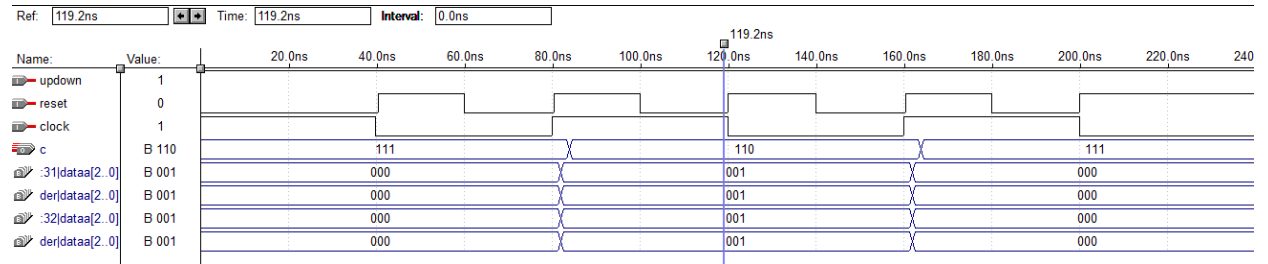 Ref: 119.2ns Time: 119.2ns Interval: 0.0ns
119.2ns
Name: Value: 20.0ns 40.0ns 60.0ns 80.0ns 100.0ns 120.0ns 140.0ns 160.0ns 180.0ns 200.0ns 220.0ns 240
updown 1
reset 0
clock 1
c B 110 111 110 111
:31|dataa[2..0] B 001 000 001 000
der|dataa[2..0] B 001 000 001 000
:32|dataa[2..0] B 001 000 001 000
der|dataa[2..0] B 001 000 001 000